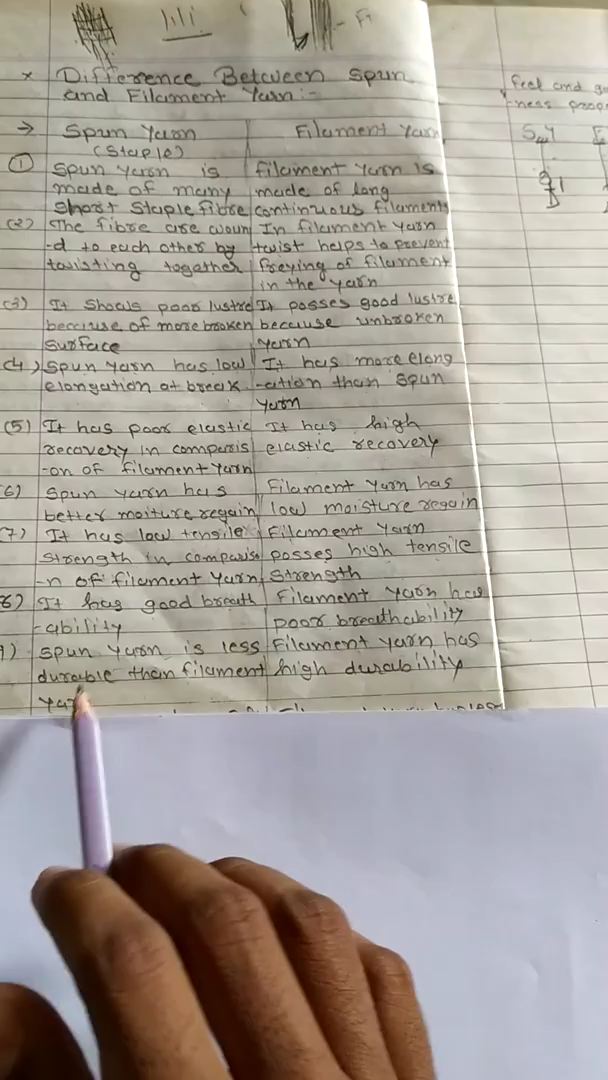 × Difference Between Spun
and Filament Yarn :-
→ Spun Yarn
(Staple)
Filament Yarn
① Spun yarn is
made of many
short staple fibre
filament yarn is
made of long
continuous filaments
(2) The fibre are woun
-d to each other by
twisting together
In filament yarn
twist helps to prevent
freying of filament
in the yarn
(3) It shows poor lustre
because of more broken
surface
It posses good lustre
because unbroken
yarn
(4) Spun yarn has low
elongation at break
It has more elong
-ation than spun
yarn
(5) It has poor elastic
recovery in comparis
-on of filament yarn
It has high
elastic recovery
(6) Spun yarn has
better moiture regain
Filament yarn has
low moisture regain
(7) It has low tensile
strength in comparis
-n of filament yarn
Filament yarn
posses high tensile
strength
(8) It has good breath
-ability
Filament yarn has
poor breathability
9) Spun yarn is less
durable than filament
yar
Filament yarn has
high durability
feel and